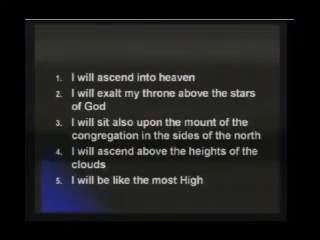 1. I will ascend into heaven
2. I will exalt my throne above the stars
of God
3. I will sit also upon the mount of the
congregation in the sides of the north
4. I will ascend above the heights of the
clouds
5. I will be like the most High